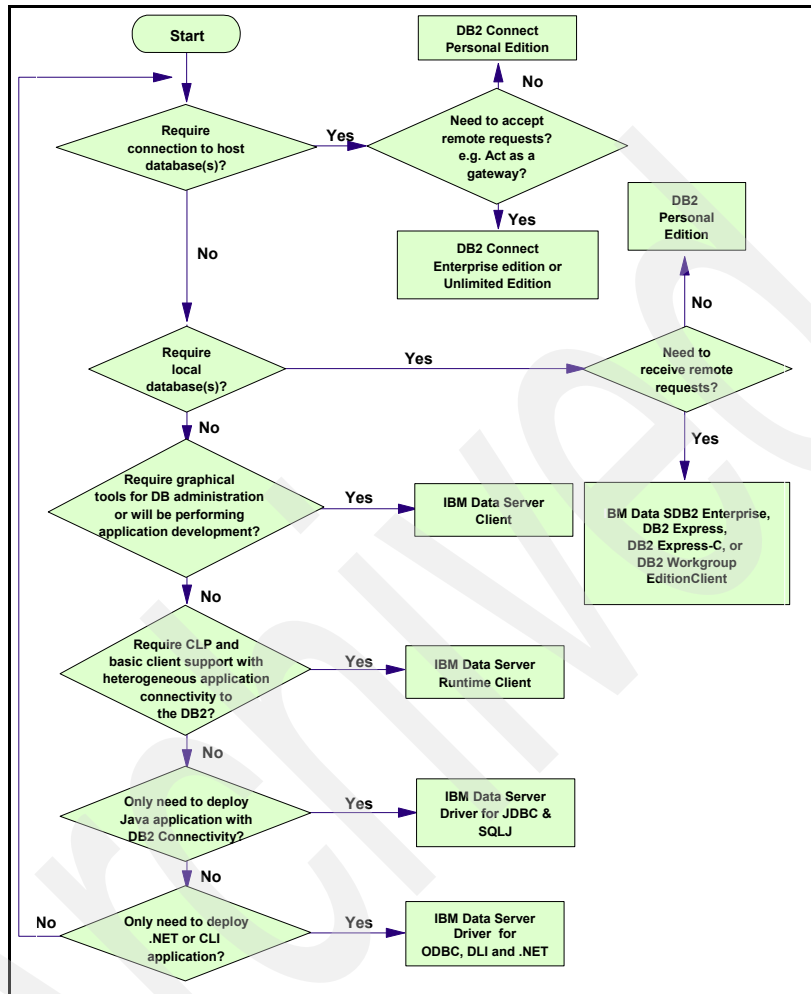 Start
DB2 Connect
Personal Edition
No
Require
connection to host
database(s)?
Yes
Need to accept
remote requests?
e.g. Act as a
gateway?
Yes
DB2 Connect
Enterprise edition or
Unlimited Edition
DB2
Personal
Edition
No
No
Require
local
database(s)?
Yes
Need to
receive remote
requests?
Yes
BM Data SDB2 Enterprise,
DB2 Express,
DB2 Express-C, or
DB2 Workgroup
EditionClient
No
Require graphical
tools for DB administration
or will be performing
application development?
Yes
IBM Data Server
Client
No
Require CLP and
basic client support with
heterogeneous application
connectivity to
the DB2?
Yes
IBM Data Server
Runtime Client
No
Only need to deploy
Java application with
DB2 Connectivity?
Yes
IBM Data Server
Driver for JDBC &
SQLJ
No
No
Only need to deploy
.NET or CLI
application?
Yes
IBM Data Server
Driver for
ODBC, DLI and .NET
Archived